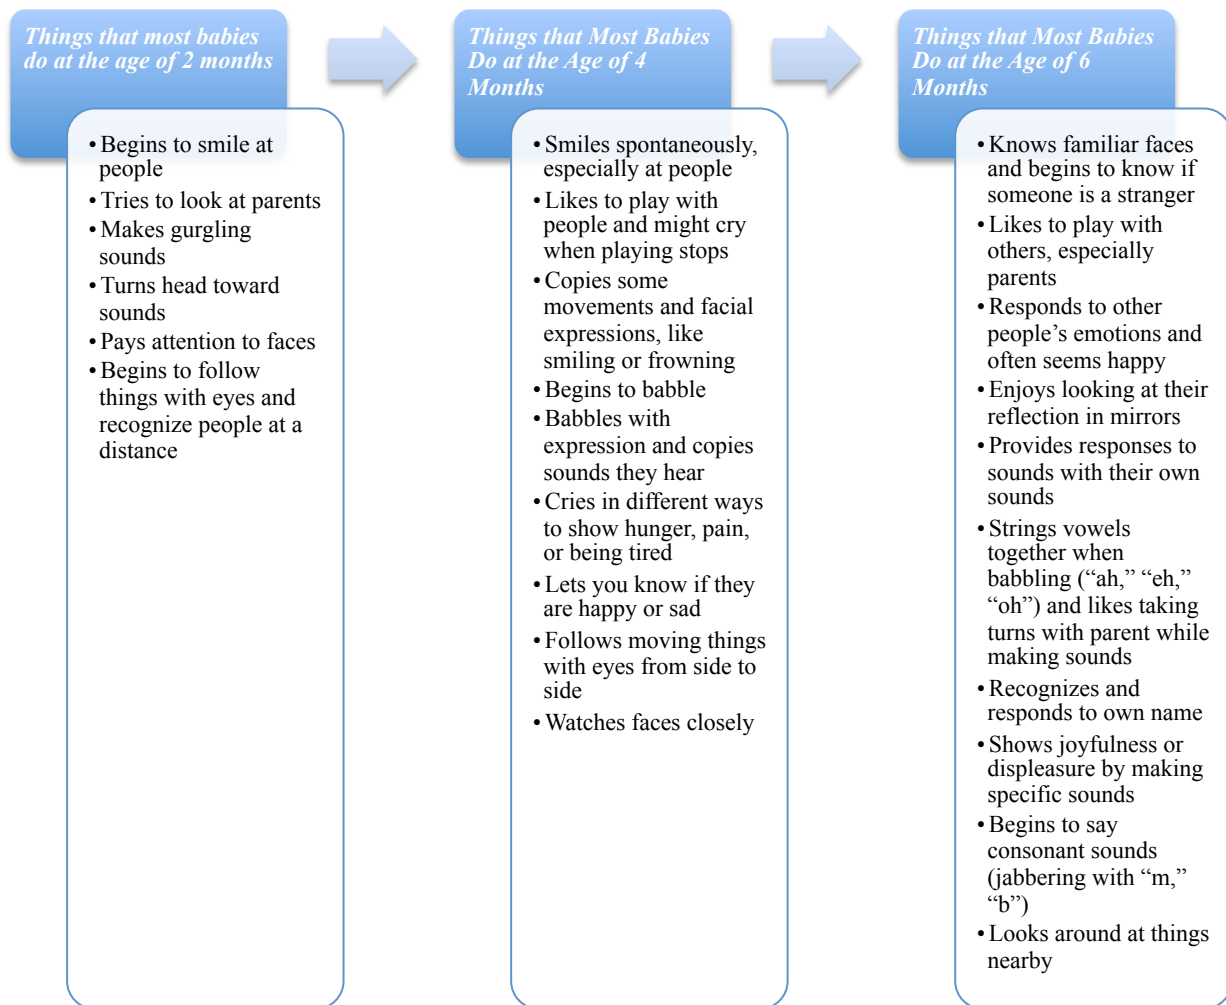 Things that most babies
do at the age of 2 months
• Begins to smile at
people
• Tries to look at parents
• Makes gurgling
sounds
• Turns head toward
sounds
• Pays attention to faces
• Begins to follow
things with eyes and
recognize people at a
distance
Things that Most Babies
Do at the Age of 4
Months
• Smiles spontaneously,
especially at people
• Likes to play with
people and might cry
when playing stops
• Copies some
movements and facial
expressions, like
smiling or frowning
• Begins to babble
• Babbles with
expression and copies
sounds they hear
• Cries in different ways
to show hunger, pain,
or being tired
• Lets you know if they
are happy or sad
• Follows moving things
with eyes from side to
side
• Watches faces closely
Things that Most Babies
Do at the Age of 6
Months
• Knows familiar faces
and begins to know if
someone is a stranger
• Likes to play with
others, especially
parents
• Responds to other
people’s emotions and
often seems happy
• Enjoys looking at their
reflection in mirrors
• Provides responses to
sounds with their own
sounds
• Strings vowels
together when
babbling (“ah,” “eh,”
“oh”) and likes taking
turns with parent while
making sounds
• Recognizes and
responds to own name
• Shows joyfulness or
displeasure by making
specific sounds
• Begins to say
consonant sounds
(jabbering with “m,”
“b”)
• Looks around at things
nearby